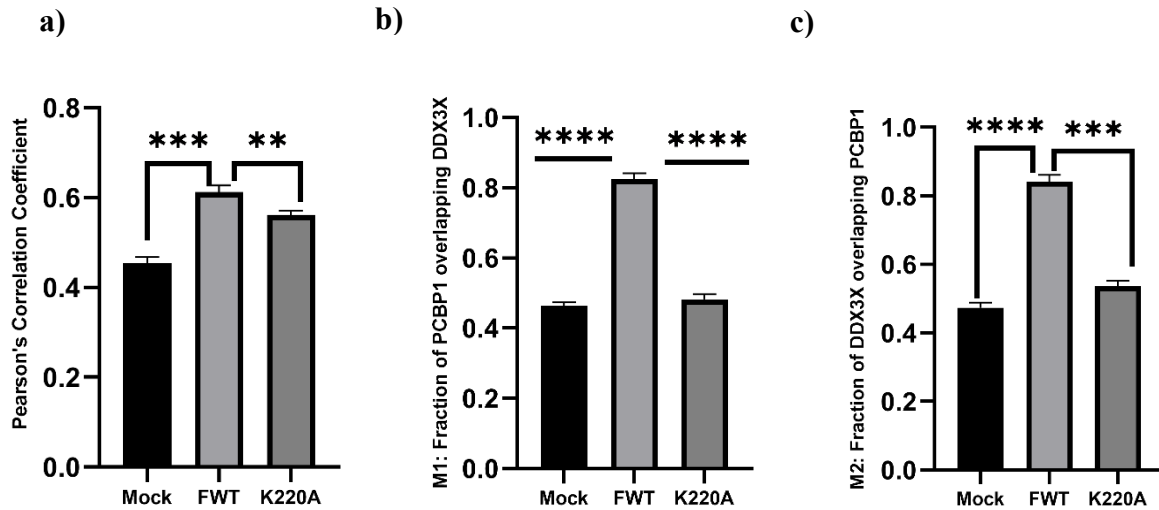 a)
Pearson's Correlation Coefficient
0.8
0.6
0.4
0.2
0.0
*** **
Mock FWT K220A
b)
M1: Fraction of PCBP1 overlapping DDX3X
1.0
0.8
0.6
0.4
0.2
0.0
**** ****
Mock FWT K220A
c)
M2: Fraction of DDX3X overlapping PCBP1
1.0
0.8
0.6
0.4
0.2
0.0
**** ***
Mock FWT K220A